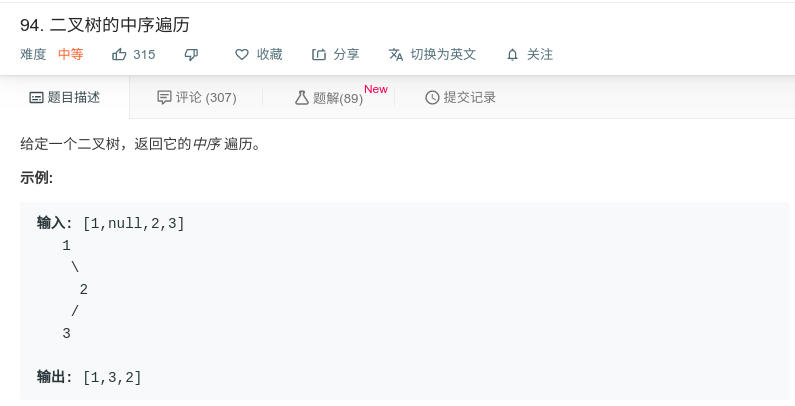 94. 二叉树的中序遍历
难度 中等 315 收藏 分享 切换为英文 关注
题目描述 评论 (307) 题解(89) New 提交记录
给定一个二叉树，返回它的中序 遍历。
示例:
输入: [1,null,2,3]
1
\
2
/
3
输出: [1,3,2]